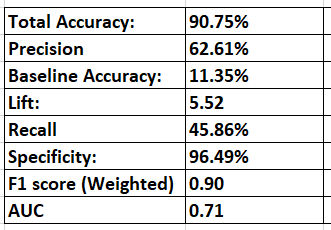 Total Accuracy: 90.75%
Precision 62.61%
Baseline Accuracy: 11.35%
Lift: 5.52
Recall 45.86%
Specificity: 96.49%
F1 score (Weighted) 0.90
AUC 0.71